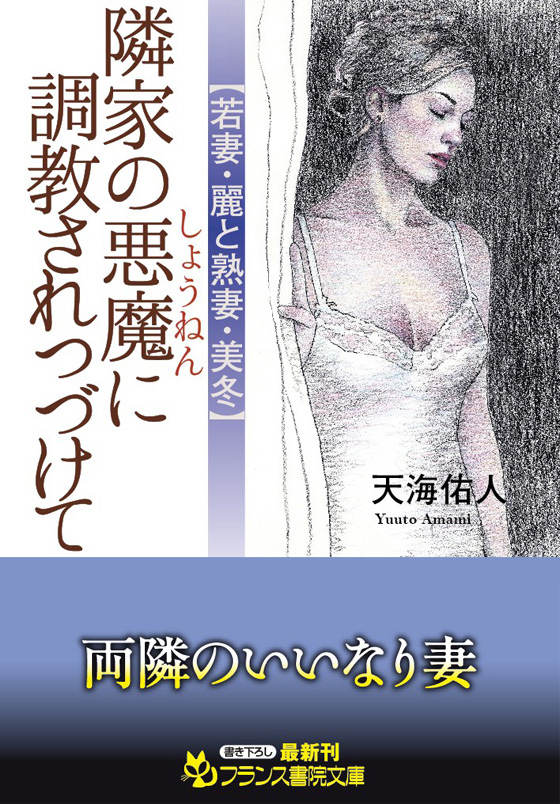 隣家の悪魔に
しょうねん
調教されつづけて
【若妻・麗と熟妻・美冬】
天海佑人
Yuuto Amami
両隣のいいなり妻
書き下ろし
最新刊
フランス書院文庫